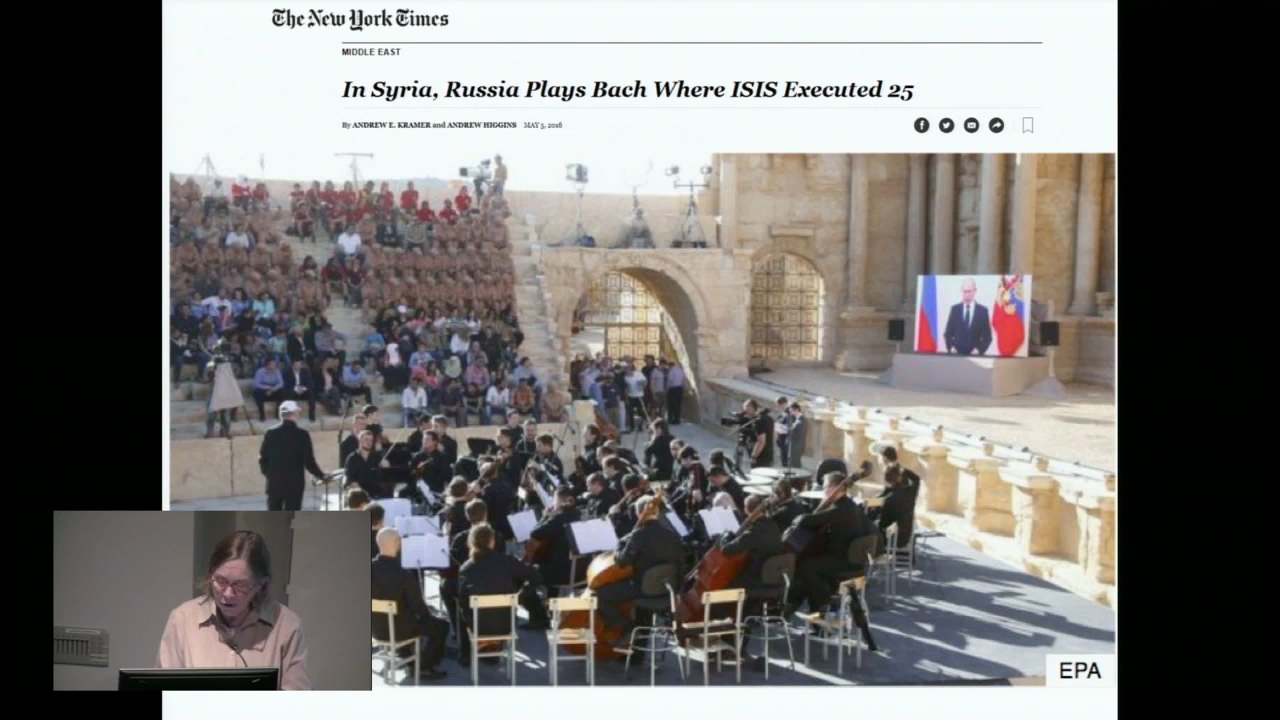 The New York Times
MIDDLE EAST
In Syria, Russia Plays Bach Where ISIS Executed 25
By ANDREW E. KRAMER and ANDREW HIGGINS MAY 5, 2016
EPA